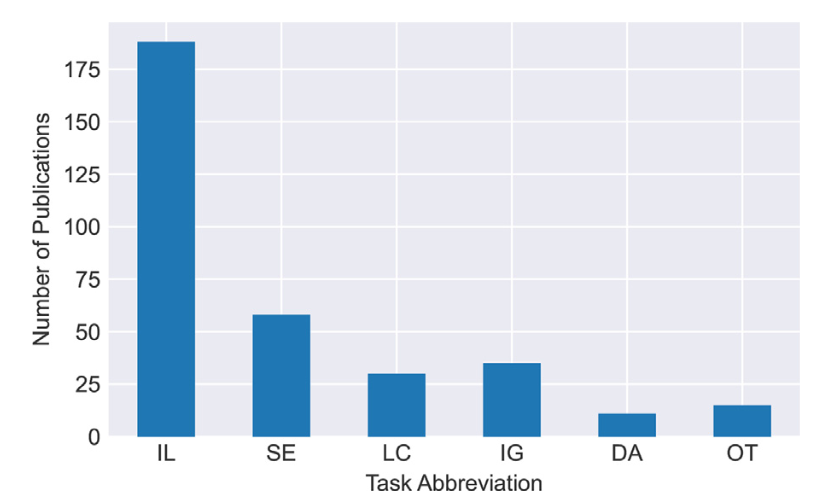 Number of Publications
175
150
125
100
75
50
25
0
IL SE LC IG DA OT
Task Abbreviation